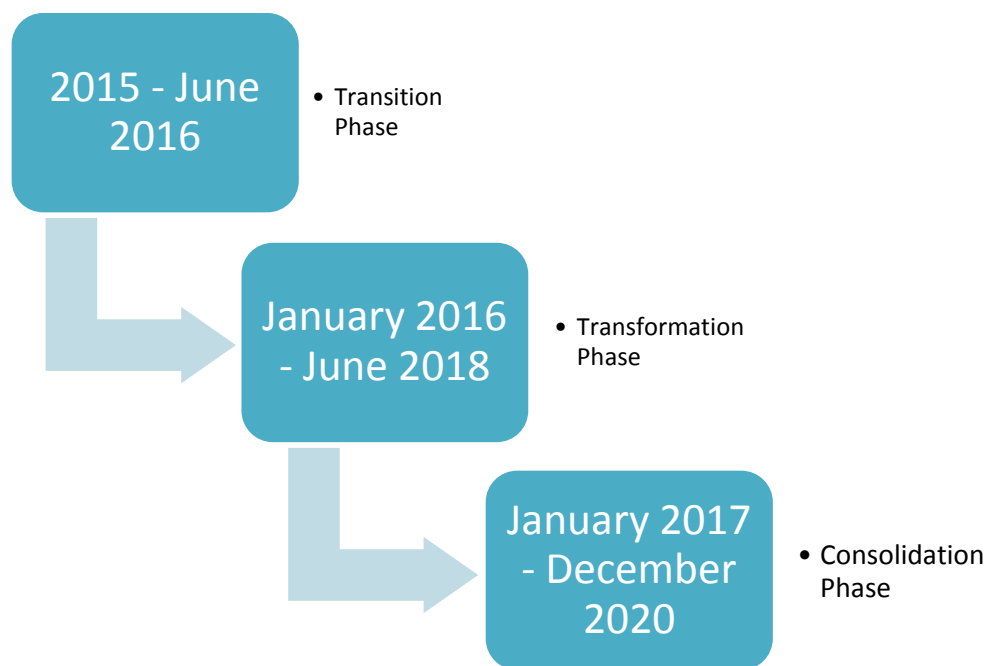 2015 - June
2016
• Transition
Phase
January 2016
- June 2018
• Transformation
Phase
January 2017
- December
2020
• Consolidation
Phase